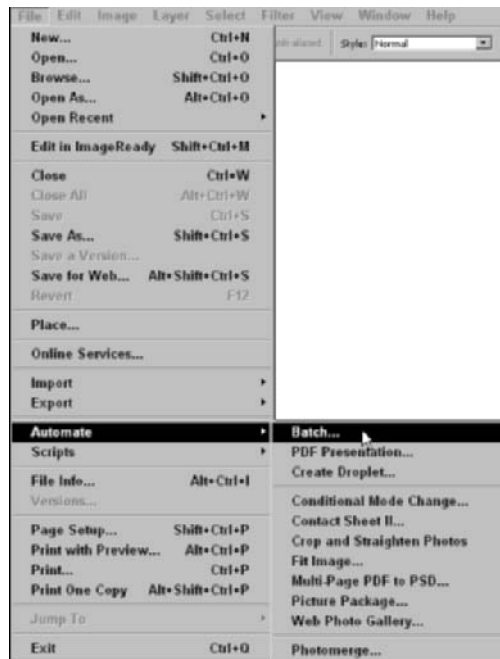 File Edit Image Layer Select Filter View Window Help
anti-aliased Style: Normal
New... Ctrl+N
Open... Ctrl+O
Browse... Shift+Ctrl+O
Open As... Alt+Ctrl+O
Open Recent
Edit in ImageReady Shift+Ctrl+M
Close Ctrl+W
Close All Alt+Ctrl+W
Save Ctrl+S
Save As... Shift+Ctrl+S
Save a Version...
Save for Web... Alt+Shift+Ctrl+S
Revert F12
Place...
Online Services...
Import
Export
Automate
Scripts
File Info... Alt+Ctrl+I
Versions...
Page Setup... Shift+Ctrl+P
Print with Preview... Alt+Ctrl+P
Print... Ctrl+P
Print One Copy Alt+Shift+Ctrl+P
Jump To
Exit Ctrl+Q
Batch...
PDF Presentation...
Create Droplet...
Conditional Mode Change...
Contact Sheet II...
Crop and Straighten Photos
Fit Image...
Multi-Page PDF to PSD...
Picture Package...
Web Photo Gallery...
Photomerge...